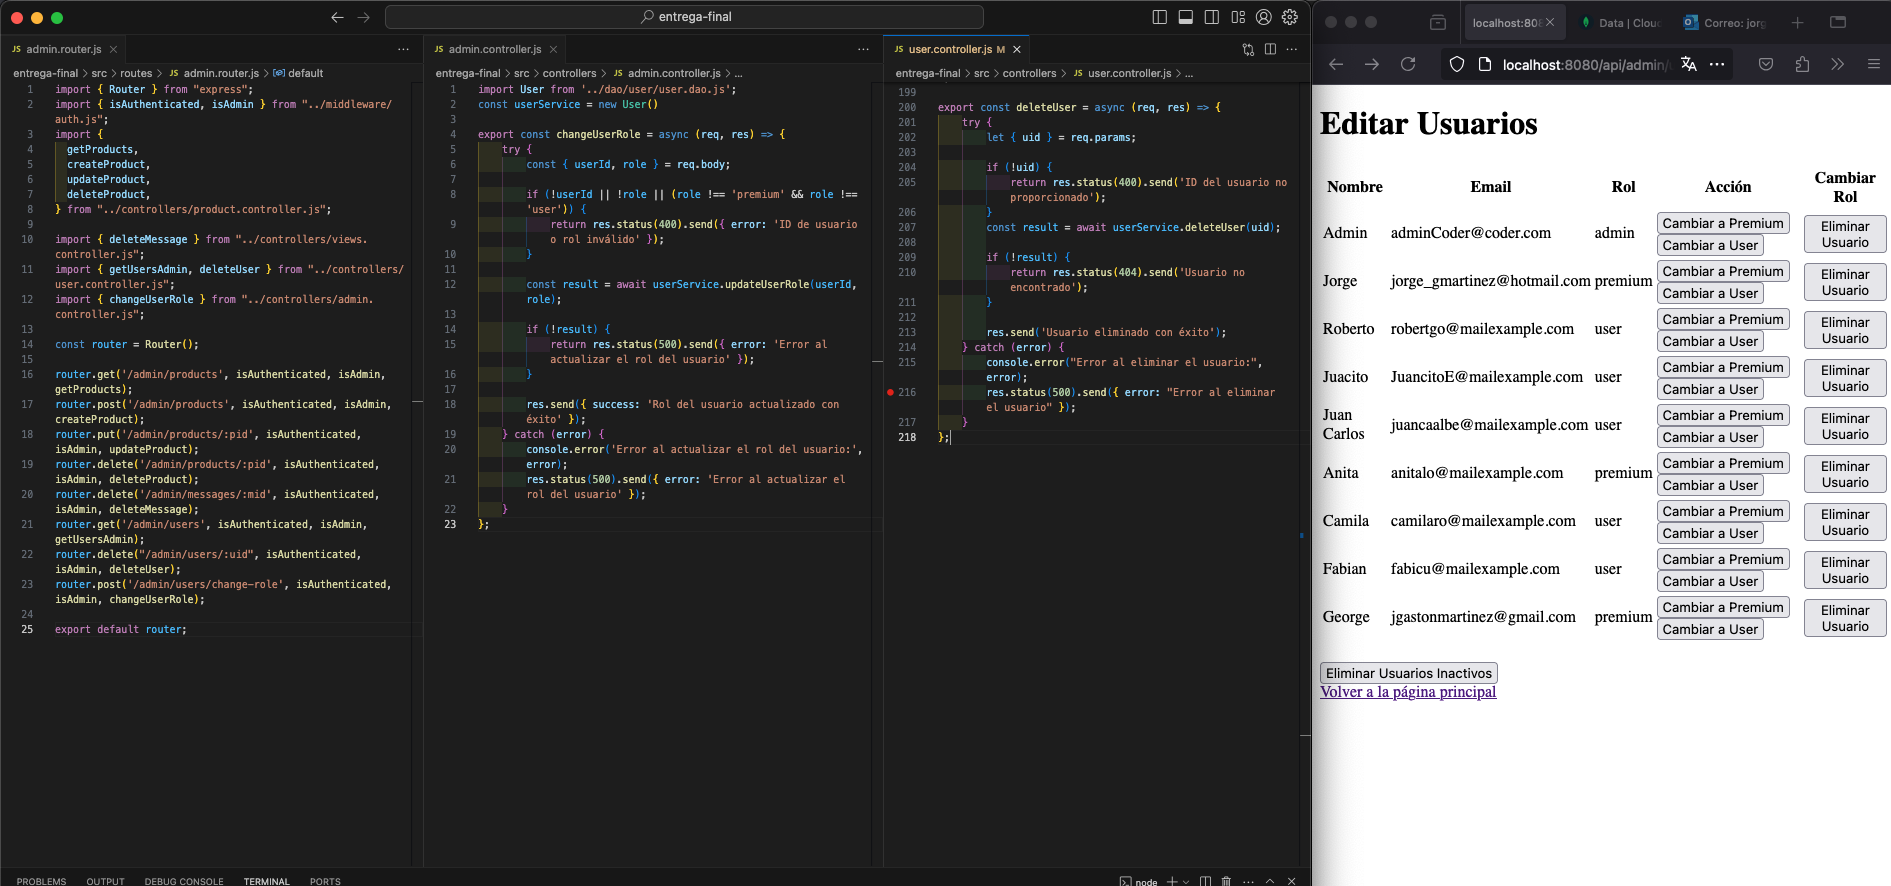 entrega-final
JS admin.router.js
entrega-final > src > routes > JS admin.router.js > default
1 import { Router } from "express";
2 import { isAuthenticated, isAdmin } from "../middleware/
auth.js";
3 import {
4 getProducts,
5 createProduct,
6 updateProduct,
7 deleteProduct,
8 } from "../controllers/product.controller.js";
9
10 import { deleteMessage } from "../controllers/views.
controller.js";
11 import { getUsersAdmin, deleteUser } from "../controllers/
user.controller.js";
12 import { changeUserRole } from "../controllers/admin.
controller.js";
13
14 const router = Router();
15
16 router.get('/admin/products', isAuthenticated, isAdmin,
getProducts);
17 router.post('/admin/products', isAuthenticated, isAdmin,
createProduct);
18 router.put('/admin/products/:pid', isAuthenticated,
isAdmin, updateProduct);
19 router.delete('/admin/products/:pid', isAuthenticated,
isAdmin, deleteProduct);
20 router.delete('/admin/messages/:mid', isAuthenticated,
isAdmin, deleteMessage);
21 router.get('/admin/users', isAuthenticated, isAdmin,
getUsersAdmin);
22 router.delete("/admin/users/:uid", isAuthenticated,
isAdmin, deleteUser);
23 router.post('/admin/users/change-role', isAuthenticated,
isAdmin, changeUserRole);
24
25 export default router;
JS admin.controller.js
entrega-final > src > controllers > JS admin.controller.js > ...
1 import User from '../dao/user/user.dao.js';
2 const userService = new User()
3
4 export const changeUserRole = async (req, res) => {
5 try {
6 const { userId, role } = req.body;
7
8 if (!userId || !role || (role !== 'premium' && role !==
'user')) {
9 return res.status(400).send({ error: 'ID de usuario
o rol inválido' });
10 }
11
12 const result = await userService.updateUserRole(userId,
role);
13
14 if (!result) {
15 return res.status(500).send({ error: 'Error al
actualizar el rol del usuario' });
16 }
17
18 res.send({ success: 'Rol del usuario actualizado con
éxito' });
19 } catch (error) {
20 console.error('Error al actualizar el rol del usuario:',
error);
21 res.status(500).send({ error: 'Error al actualizar el
rol del usuario' });
22 }
23 };
JS user.controller.js M
entrega-final > src > controllers > JS user.controller.js > ...
199
200 export const deleteUser = async (req, res) => {
201 try {
202 let { uid } = req.params;
203
204 if (!uid) {
205 return res.status(400).send('ID del usuario no
proporcionado');
206 }
207 const result = await userService.deleteUser(uid);
208
209 if (!result) {
210 return res.status(404).send('Usuario no
encontrado');
211 }
212
213 res.send('Usuario eliminado con éxito');
214 } catch (error) {
215 console.error("Error al eliminar el usuario:",
error);
216 res.status(500).send({ error: "Error al eliminar
el usuario" });
217 }
218 };
PROBLEMS OUTPUT DEBUG CONSOLE TERMINAL PORTS
node
localhost:808 Data | Clou Correo: jorg
localhost:8080/api/admin/
Editar Usuarios
Nombre Email Rol Acción Cambiar
Rol
Admin adminCoder@coder.com admin Cambiar a Premium Cambiar a User Eliminar Usuario
Jorge jorge_gmartinez@hotmail.com premium Cambiar a Premium Cambiar a User Eliminar Usuario
Roberto robertgo@mailexample.com user Cambiar a Premium Cambiar a User Eliminar Usuario
Juacito JuancitoE@mailexample.com user Cambiar a Premium Cambiar a User Eliminar Usuario
Juan Carlos juancaalbe@mailexample.com user Cambiar a Premium Cambiar a User Eliminar Usuario
Anita anitalo@mailexample.com premium Cambiar a Premium Cambiar a User Eliminar Usuario
Camila camilaro@mailexample.com user Cambiar a Premium Cambiar a User Eliminar Usuario
Fabian fabicu@mailexample.com user Cambiar a Premium Cambiar a User Eliminar Usuario
George jgastonmartinez@gmail.com premium Cambiar a Premium Cambiar a User Eliminar Usuario
Eliminar Usuarios Inactivos
Volver a la página principal